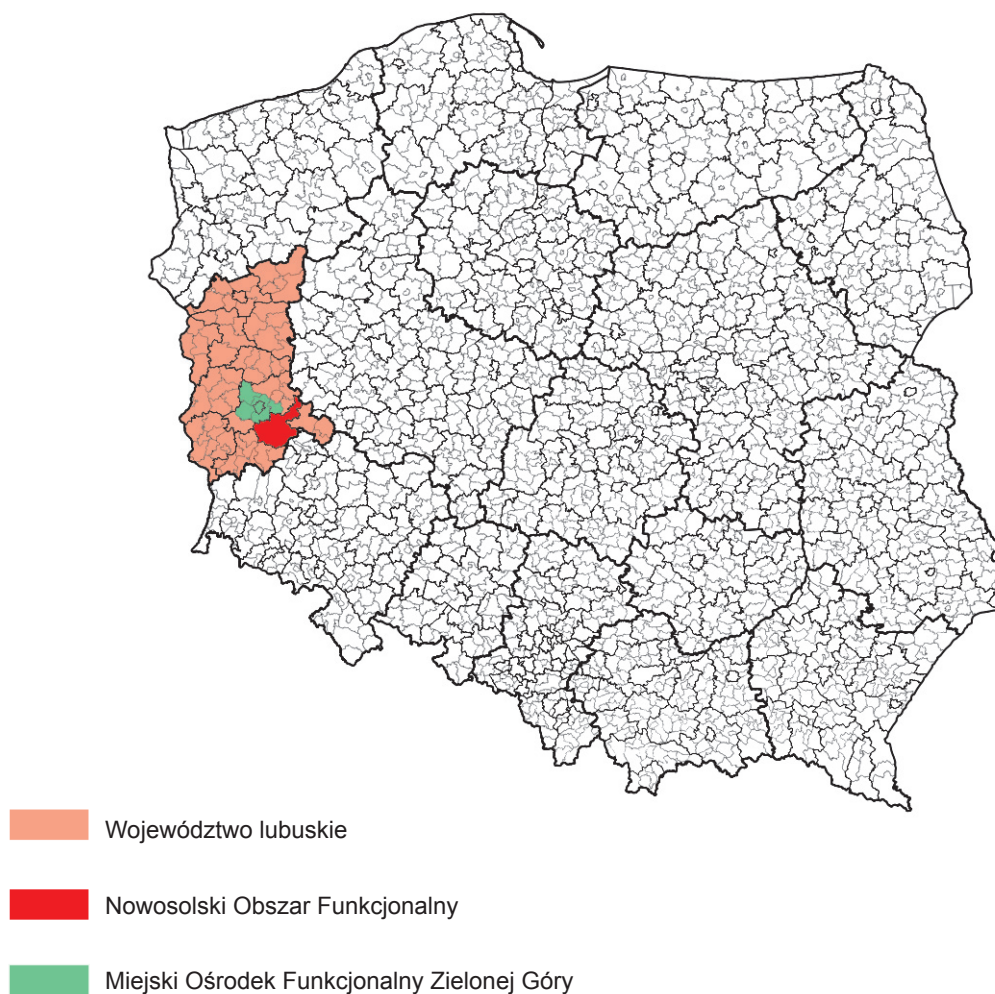 Województwo lubuskie
Nowosolski Obszar Funkcjonalny
Miejski Ośrodek Funkcjonalny Zielonej Góry